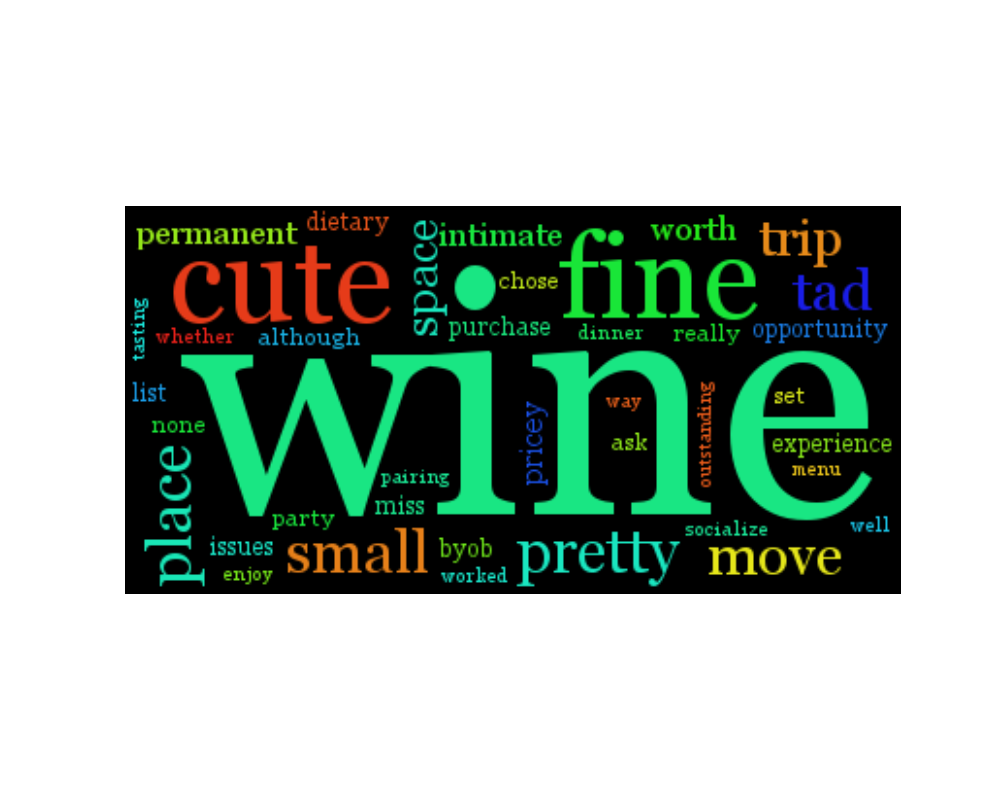 permanent
dietary
space
intimate
worth
trip
cute
chose
fine
tad
tasting
whether
although
purchase
dinner
really
opportunity
wine
list
none
pricey
way
ask
outstanding
set
experience
menu
place
pairing
miss
party
issues
enjoy
small
byob
worked
pretty
socialize
move
well